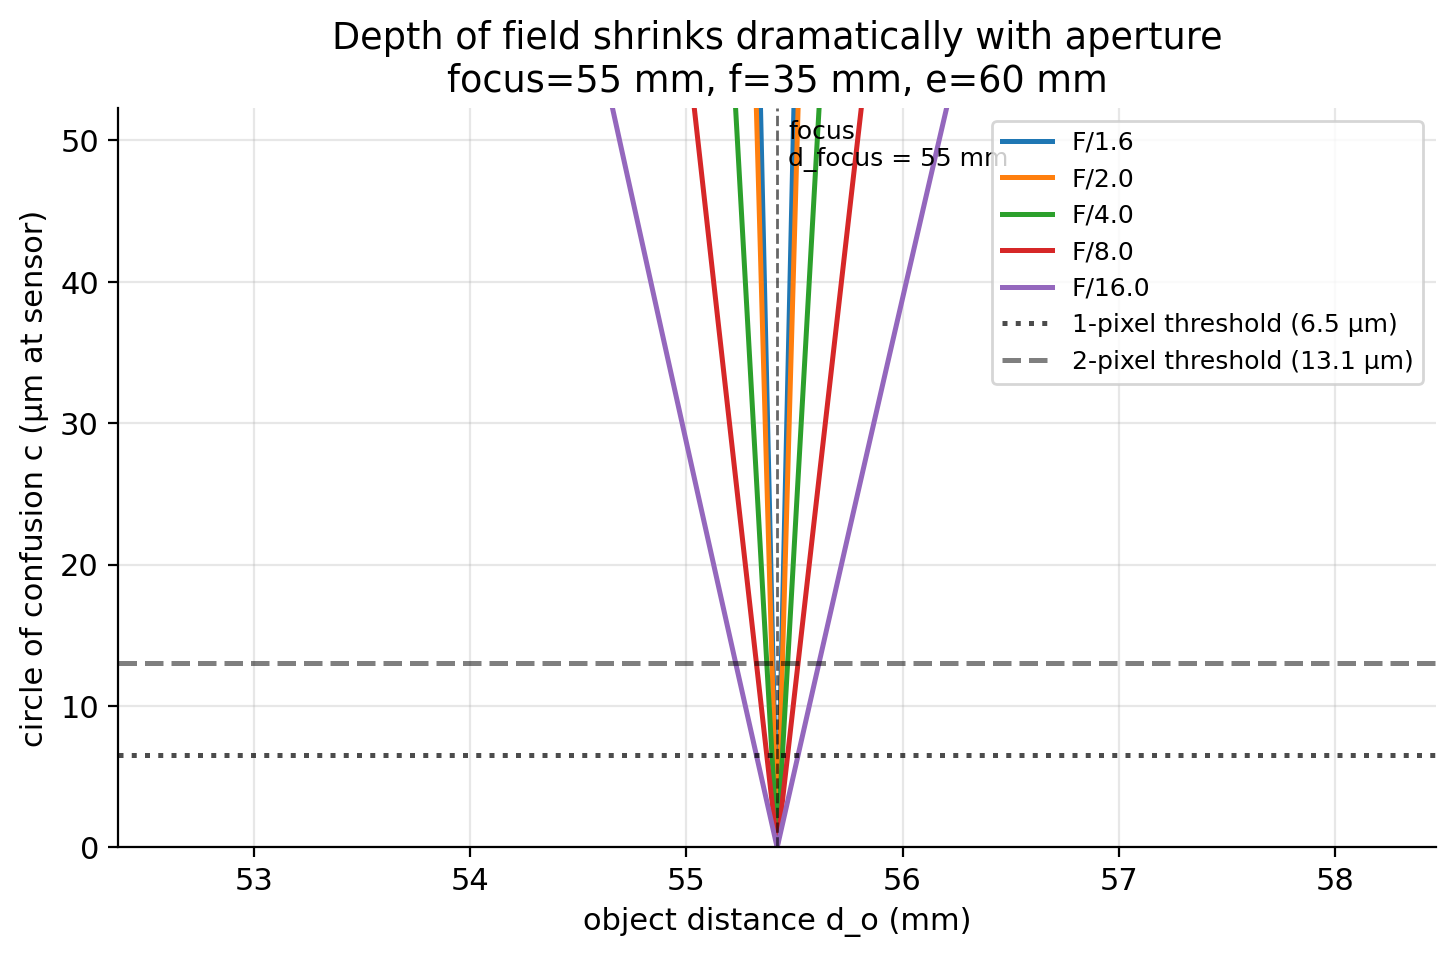 Depth of field shrinks dramatically with aperture
focus=55 mm, f=35 mm, e=60 mm
circle of confusion c (µm at sensor)
50
40
30
20
10
0
focus
d_focus = 55 mm
F/1.6
F/2.0
F/4.0
F/8.0
F/16.0
1-pixel threshold (6.5 µm)
2-pixel threshold (13.1 µm)
53 54 55 56 57 58
object distance d_o (mm)